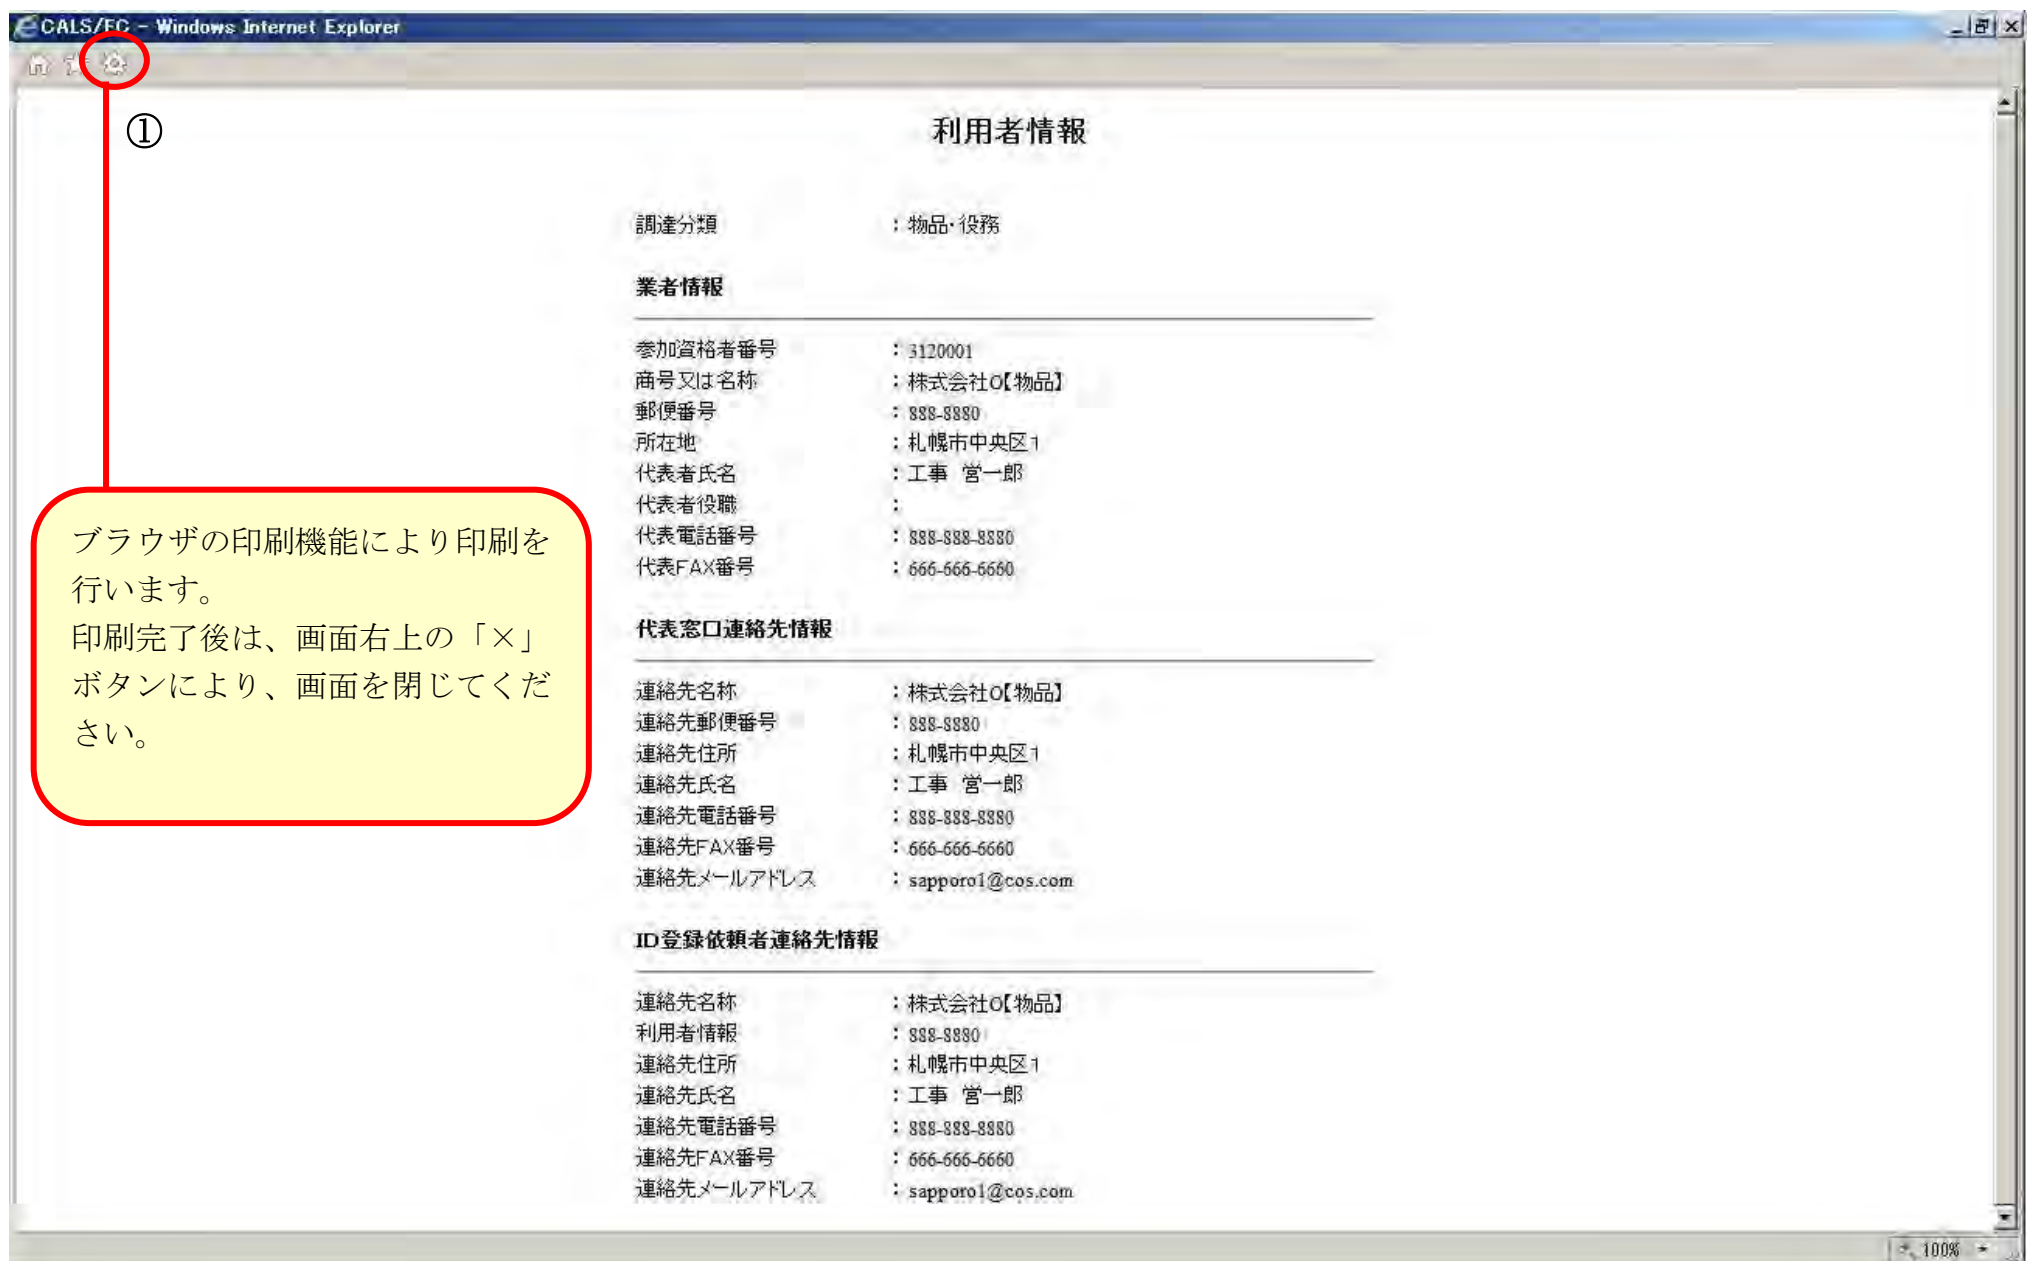 CALS/EC - Windows Internet Explorer
①
利用者情報
調達分類 ：物品・役務
業者情報
参加資格者番号 ：3120001
商号又は名称 ：株式会社O【物品】
郵便番号 ：888-8880
所在地 ：札幌市中央区1
代表者氏名 ：工事 営一郎
代表者役職 ：
代表電話番号 ：888-888-8880
代表FAX番号 ：666-666-6660
ブラウザの印刷機能により印刷を
行います。
印刷完了後は、画面右上の「×」
ボタンにより、画面を閉じてくだ
さい。
代表窓口連絡先情報
連絡先名称 ：株式会社O【物品】
連絡先郵便番号 ：888-8880
連絡先住所 ：札幌市中央区1
連絡先氏名 ：工事 営一郎
連絡先電話番号 ：888-888-8880
連絡先FAX番号 ：666-666-6660
連絡先メールアドレス ：sapporo1@cos.com
ID登録依頼者連絡先情報
連絡先名称 ：株式会社O【物品】
利用者情報 ：888-8880
連絡先住所 ：札幌市中央区1
連絡先氏名 ：工事 営一郎
連絡先電話番号 ：888-888-8880
連絡先FAX番号 ：666-666-6660
連絡先メールアドレス ：sapporo1@cos.com
100%